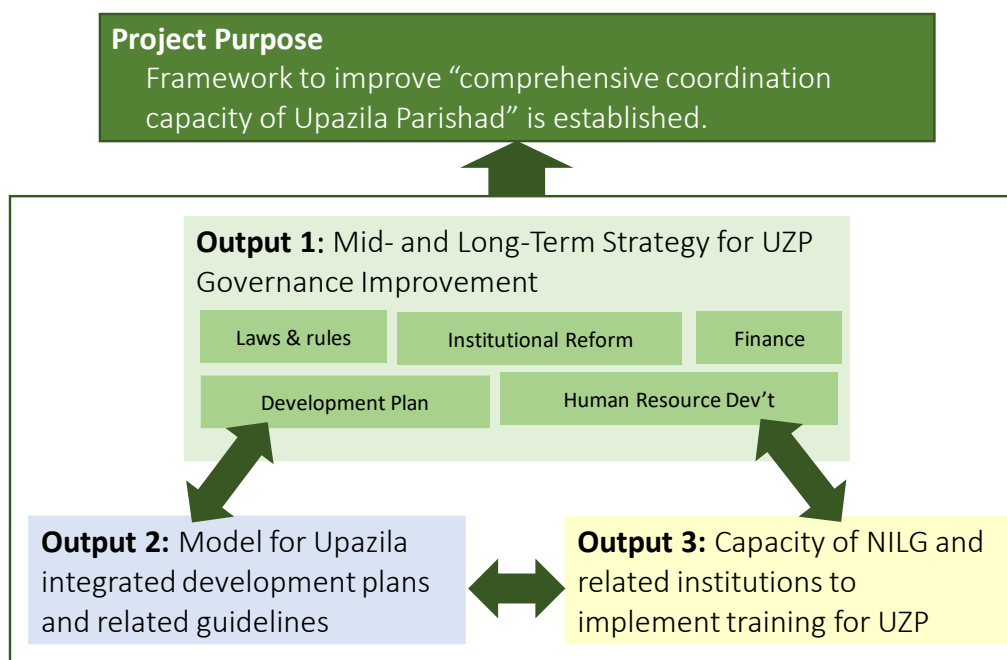 Project Purpose
Framework to improve “comprehensive coordination
capacity of Upazila Parishad” is established.
Output 1: Mid- and Long-Term Strategy for UZP
Governance Improvement
Laws & rules
Institutional Reform
Finance
Development Plan
Human Resource Dev't
Output 2: Model for Upazila
integrated development plans
and related guidelines
Output 3: Capacity of NILG and
related institutions to
implement training for UZP